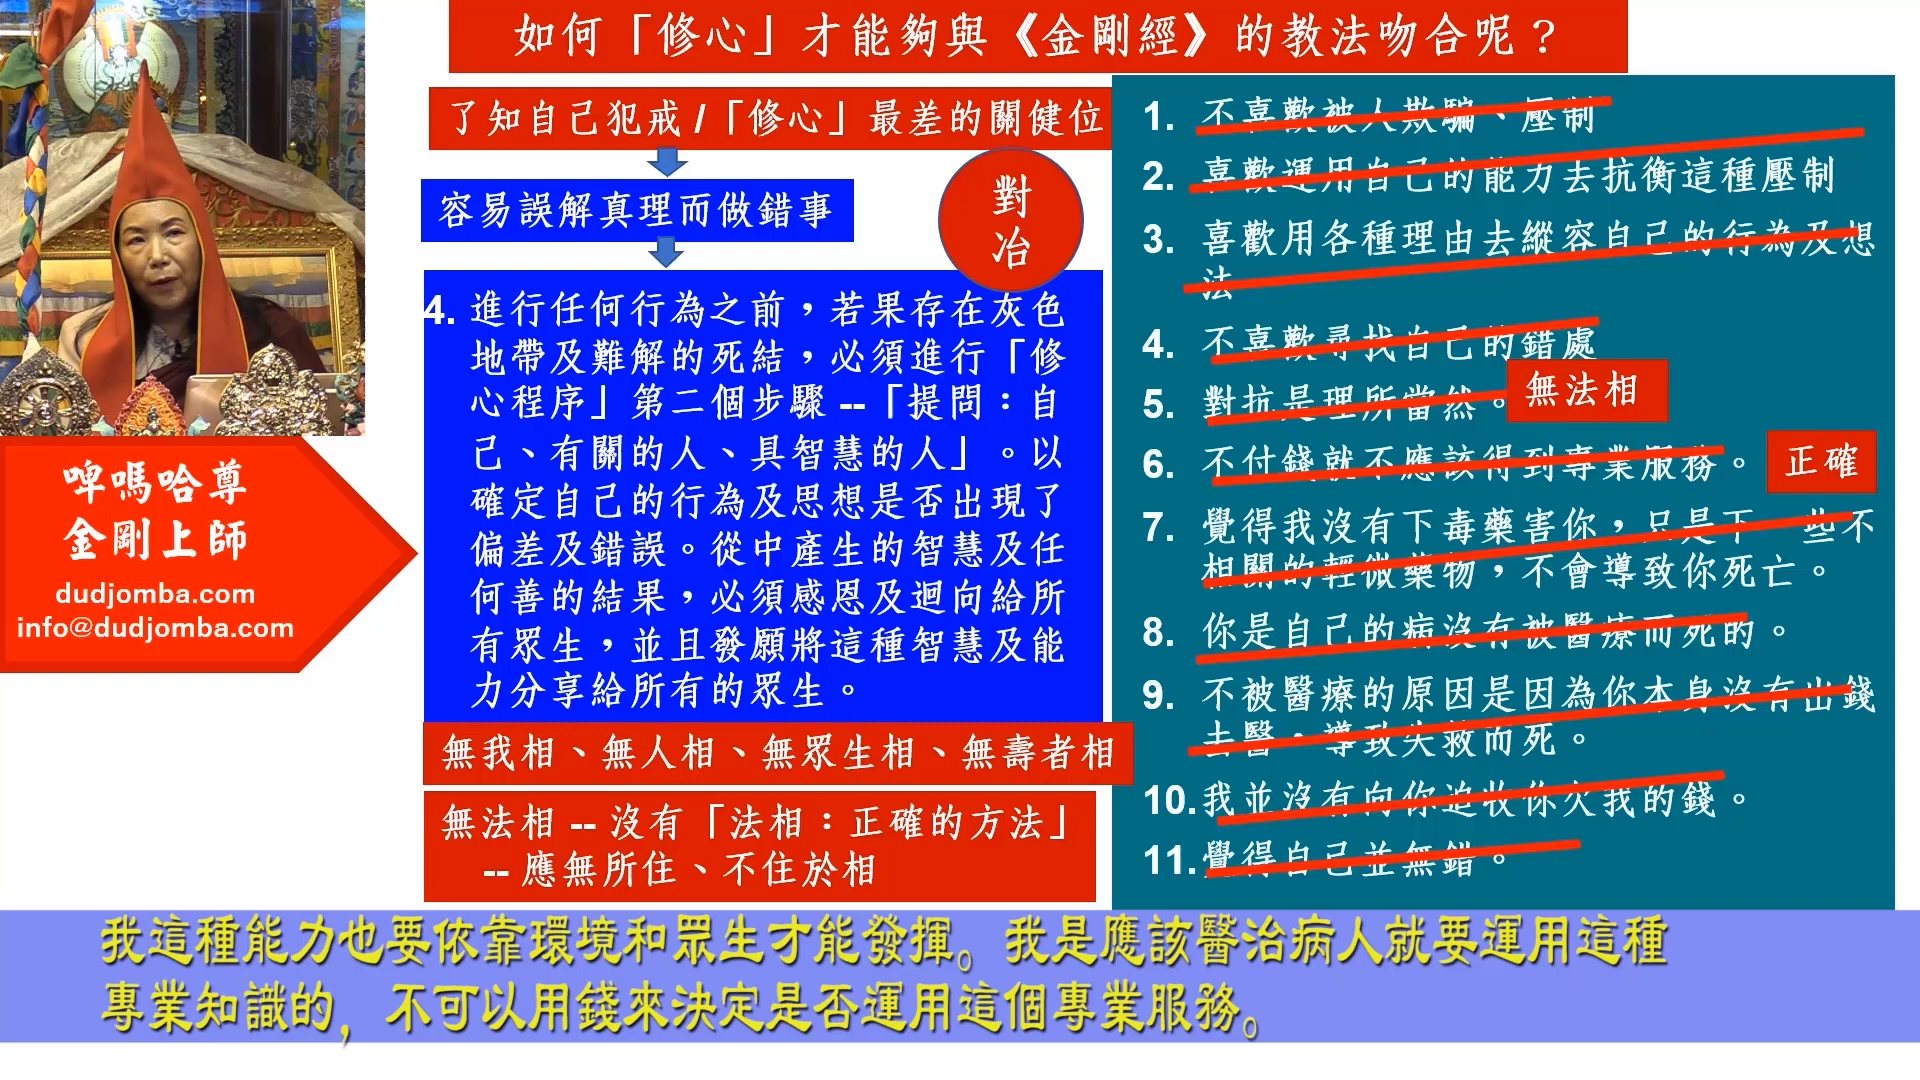 如何「修心」才能夠與《金剛經》的教法吻合呢？
了知自己犯戒 /「修心」最差的關健位
容易誤解真理而做錯事
對
冶
4. 進行任何行為之前，若果存在灰色
地帶及難解的死結，必須進行「修
心程序」第二個步驟 --「提問：自
己、有關的人、具智慧的人」。以
確定自己的行為及思想是否出現了
偏差及錯誤。從中產生的智慧及任
何善的結果，必須感恩及迴向給所
有眾生，並且發願將這種智慧及能
力分享給所有的眾生。
無我相、無人相、無眾生相、無壽者相
無法相 -- 沒有「法相：正確的方法」
-- 應無所住、不住於相
1. 不喜歡被人欺騙、壓制
2. 喜歡運用自己的能力去抗衡這種壓制
3. 喜歡用各種理由去縱容自己的行為及想
法
4. 不喜歡尋找自己的錯處
5. 對抗是理所當然。
無法相
6. 不付錢就不應該得到專業服務。
正確
7. 覺得我沒有下毒藥害你，只是下一些不
相關的輕微藥物，不會導致你死亡。
8. 你是自己的病沒有被醫療而死的。
9. 不被醫療的原因是因為你本身沒有出錢
去醫，導致失救而死。
10. 我並沒有向你追收你欠我的錢。
11. 覺得自己並無錯。
啤嗎哈尊
金剛上師
dudjomba.com
info@dudjomba.com
我這種能力也要依靠環境和眾生才能發揮。我是應該醫治病人就要運用這種
專業知識的，不可以用錢來決定是否運用這個專業服務。